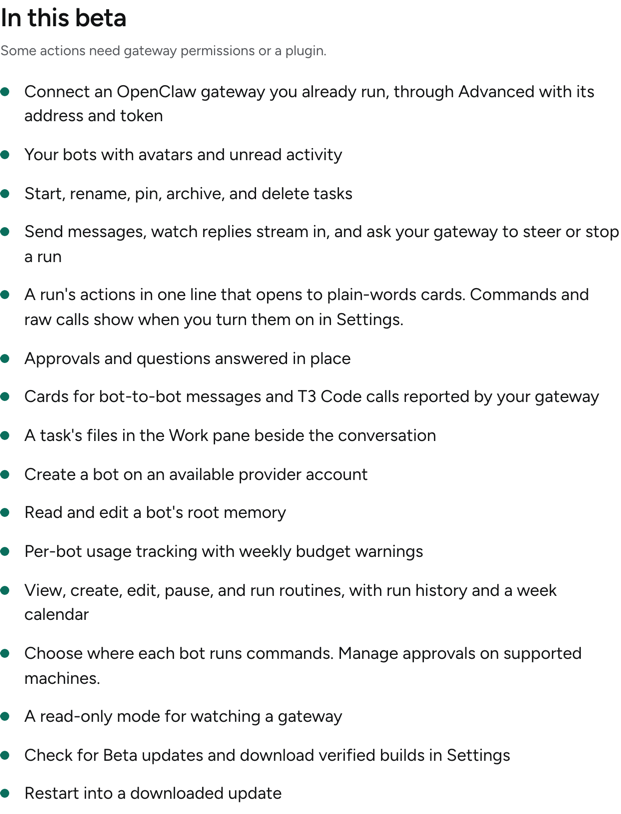 In this beta
Some actions need gateway permissions or a plugin.
Connect an OpenClaw gateway you already run, through Advanced with its
address and token
Your bots with avatars and unread activity
Start, rename, pin, archive, and delete tasks
Send messages, watch replies stream in, and ask your gateway to steer or stop
a run
A run's actions in one line that opens to plain-words cards. Commands and
raw calls show when you turn them on in Settings.
Approvals and questions answered in place
Cards for bot-to-bot messages and T3 Code calls reported by your gateway
A task's files in the Work pane beside the conversation
Create a bot on an available provider account
Read and edit a bot's root memory
Per-bot usage tracking with weekly budget warnings
View, create, edit, pause, and run routines, with run history and a week
calendar
Choose where each bot runs commands. Manage approvals on supported
machines.
A read-only mode for watching a gateway
Check for Beta updates and download verified builds in Settings
Restart into a downloaded update